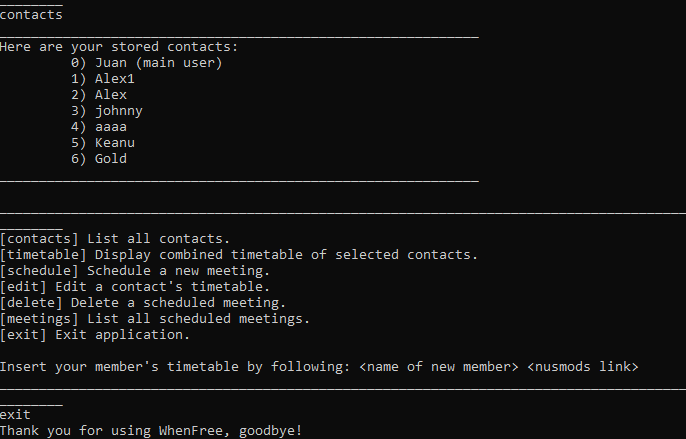 contacts
Here are your stored contacts:
0) Juan (main user)
1) Alex1
2) Alex
3) johnny
4) aaaa
5) Keanu
6) Gold
[contacts] List all contacts.
[timetable] Display combined timetable of selected contacts.
[schedule] Schedule a new meeting.
[edit] Edit a contact's timetable.
[delete] Delete a scheduled meeting.
[meetings] List all scheduled meetings.
[exit] Exit application.
Insert your member's timetable by following: <name of new member> <nusmods link>
exit
Thank you for using WhenFree, goodbye!